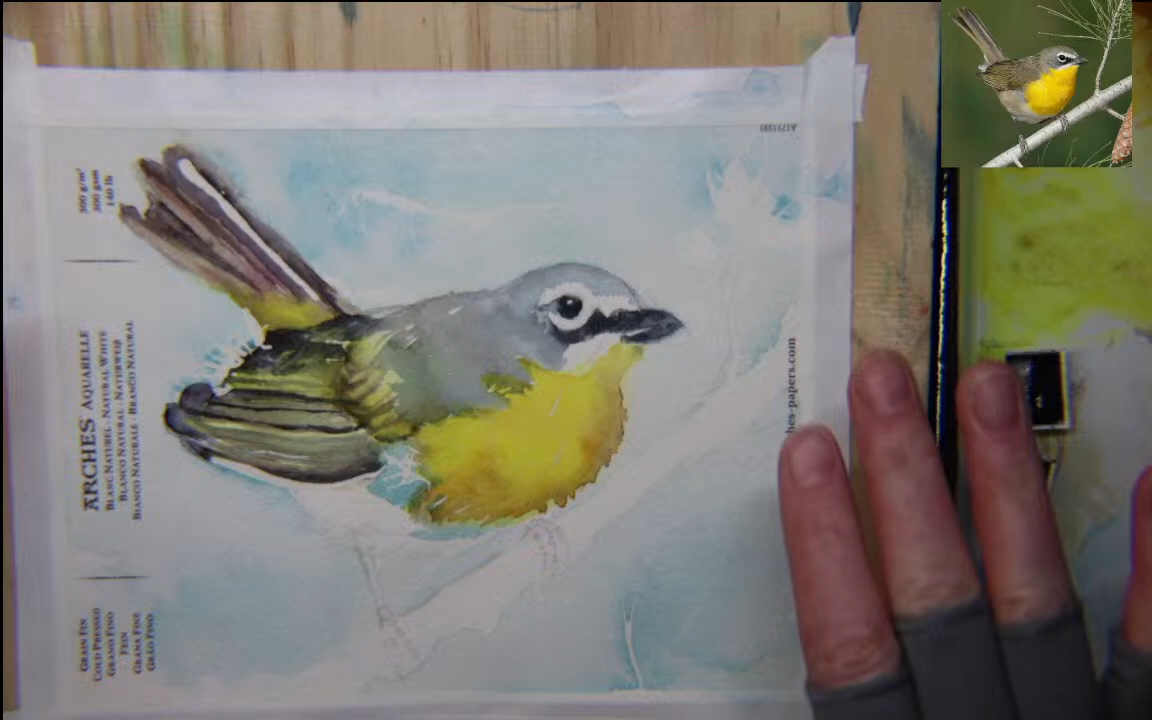 300 g/m²
300 gsm
140 lb
ARCHES® AQUARELLE
BLANC NATUREL - NATURAL WHITE
BLANCO NATURAL - NATURWEIß
BIANCO NATURALE - BRANCO NATURAL
GRAIN FIN
COLD PRESSED
GRANO FINO
FEIN
GRANA FINE
GRÃO FINO
hes-papers.com